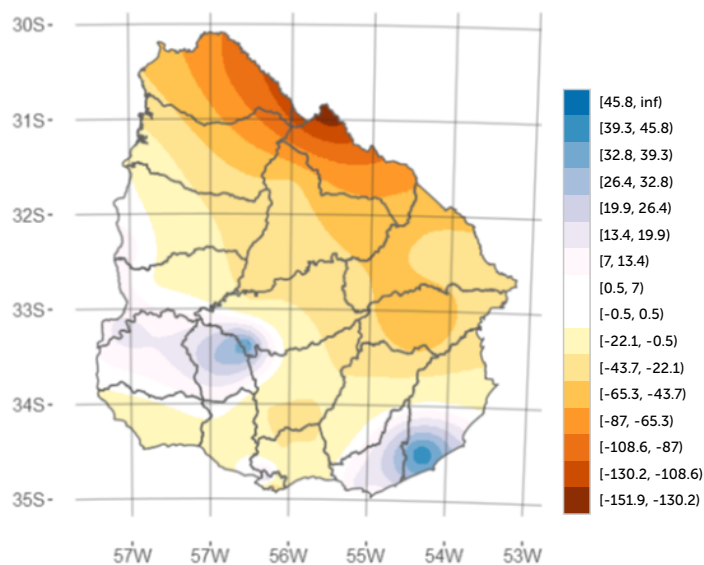 30S
31S
32S
33S
34S
35S
57W 57W 56W 55W 54W 53W
[45.8, inf)
[39.3, 45.8)
[32.8, 39.3)
[26.4, 32.8)
[19.9, 26.4)
[13.4, 19.9)
[7, 13.4)
[0.5, 7)
[-0.5, 0.5)
[-22.1, -0.5)
[-43.7, -22.1)
[-65.3, -43.7)
[-87, -65.3)
[-108.6, -87)
[-130.2, -108.6)
[-151.9, -130.2)